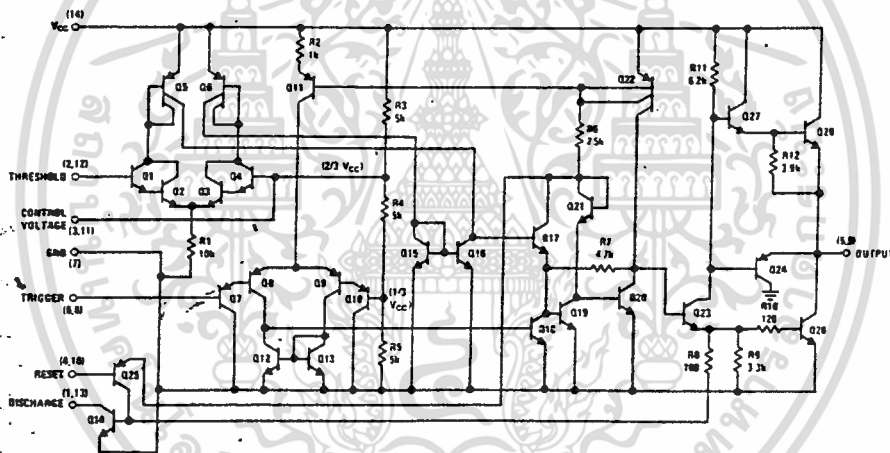 VCC (14)
R2
1k
R11
6.2k
Q5
Q6
Q11
Q22
R3
5k
Q27
Q28
R6
2.5k
R12
3.9k
(2,12)
THRESHOLD
Q1
Q2
Q3
Q4
(2/3 VCC)
CONTROL
VOLTAGE
(3,11)
R4
5k
Q21
R1
10k
Q15
Q16
Q17
GND
(7)
R7
4.7k
(5,9)
OUTPUT
Q24
TRIGGER
(6,8)
Q7
Q8
Q9
Q10
(1/3
VCC)
Q18
Q19
Q20
Q23
R10
120
Q26
Q12
Q13
R5
5k
R8
100
R9
3.3k
(4,10)
RESET
Q25
(1,13)
DISCHARGE
Q14